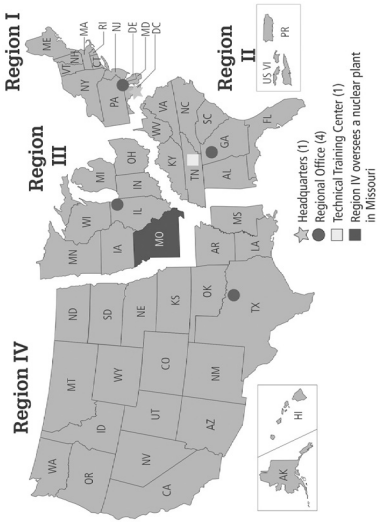 Region I
Region II
Region III
Region IV
WA
OR
CA
NV
ID
MT
WY
UT
AZ
CO
NM
ND
SD
NE
KS
OK
TX
MN
IA
MO
WI
IL
MI
IN
OH
AR
LA
MS
KY
TN
AL
GA
FL
SC
NC
VA
WV
PA
NY
VT
NH
ME
MA
CT
RI
NJ
DE
MD
DC
AK
HI
US VI
PR
Headquarters (1)
Regional Office (4)
Technical Training Center (1)
Region IV oversees a nuclear plant
in Missouri